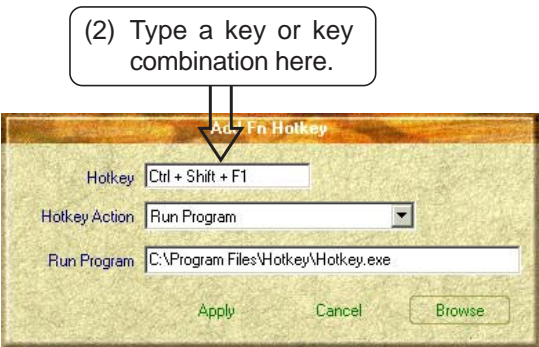 (2) Type a key or key
combination here.
Add Fn Hotkey
Hotkey Ctrl + Shift + F1
Hotkey Action Run Program
Run Program C:\Program Files\Hotkey\Hotkey.exe
Apply Cancel Browse